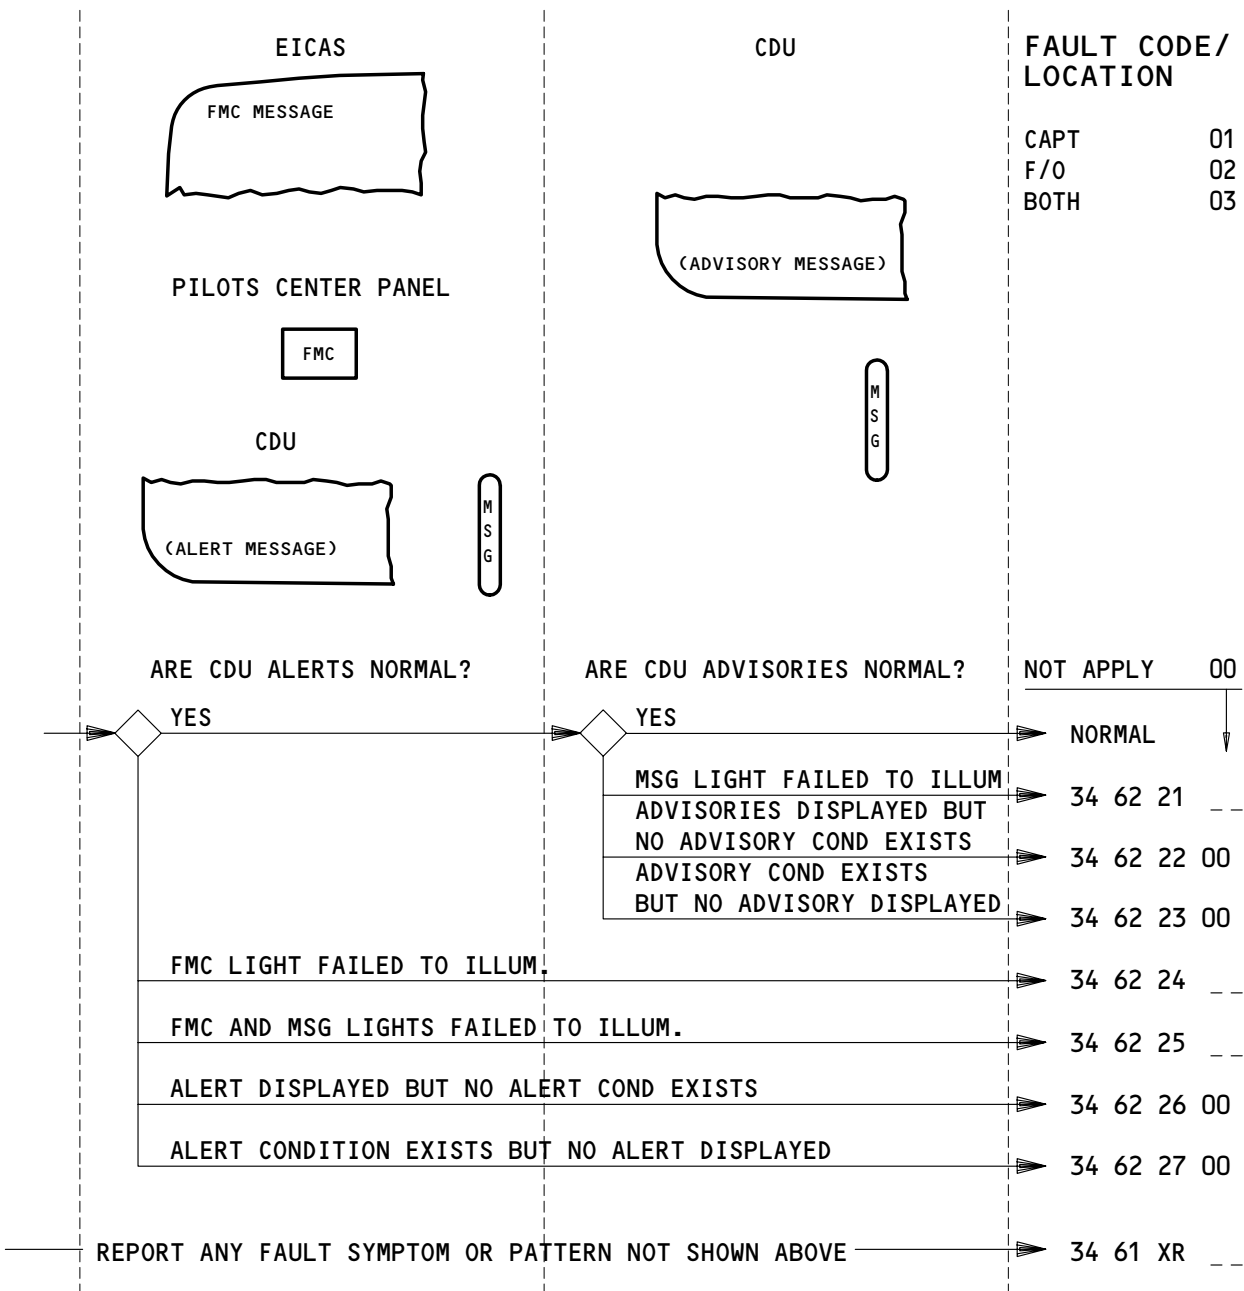 EICAS
FMC MESSAGE
PILOTS CENTER PANEL
FMC
CDU
(ALERT MESSAGE)
M
S
G
CDU
(ADVISORY MESSAGE)
M
S
G
FAULT CODE/
LOCATION
CAPT 01
F/O 02
BOTH 03
ARE CDU ALERTS NORMAL?
ARE CDU ADVISORIES NORMAL?
NOT APPLY 00
YES
YES
NORMAL
MSG LIGHT FAILED TO ILLUM
34 62 21 _ _
ADVISORIES DISPLAYED BUT
NO ADVISORY COND EXISTS
34 62 22 00
ADVISORY COND EXISTS
BUT NO ADVISORY DISPLAYED
34 62 23 00
FMC LIGHT FAILED TO ILLUM.
34 62 24 _ _
FMC AND MSG LIGHTS FAILED TO ILLUM.
34 62 25 _ _
ALERT DISPLAYED BUT NO ALERT COND EXISTS
34 62 26 00
ALERT CONDITION EXISTS BUT NO ALERT DISPLAYED
34 62 27 00
REPORT ANY FAULT SYMPTOM OR PATTERN NOT SHOWN ABOVE
34 61 XR _ _